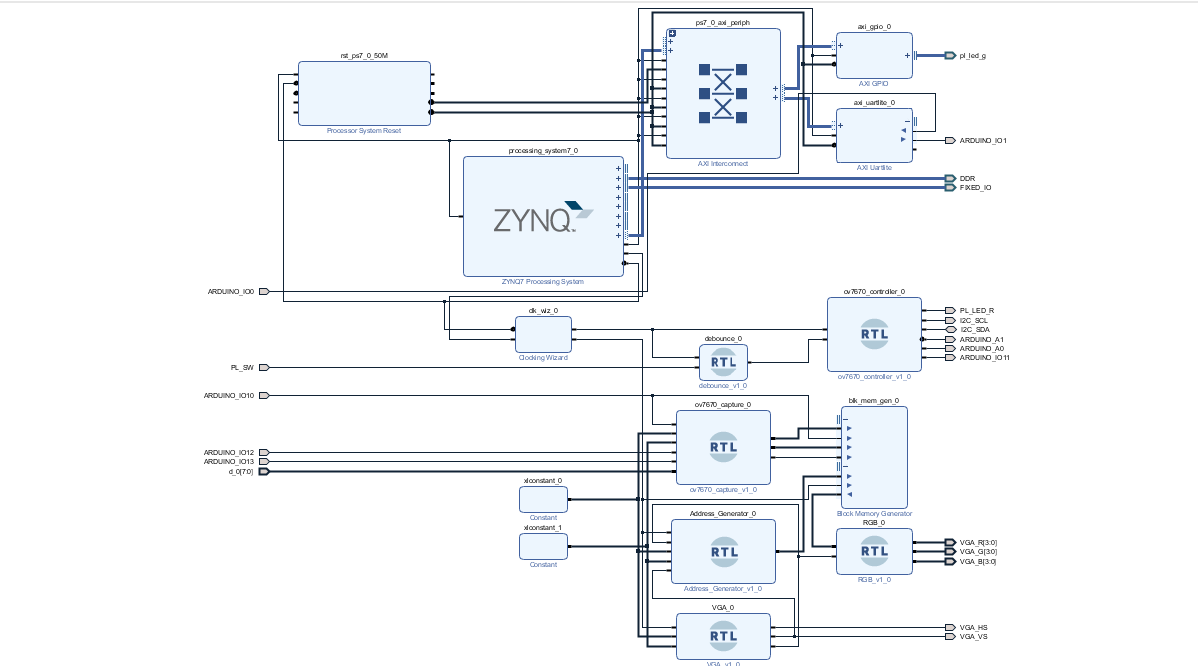 ps7_0_axi_periph
axi_gpio_0
rst_ps7_0_50M
pl_led_g
AXI GPIO
axi_uartlite_0
Processor System Reset
ARDUINO_IO1
processing_system7_0
AXI Interconnect
AXI Uartlite
DDR
FIXED_IO
ZYNQ
ZYNQ7 Processing System
ARDUINO_IO0
ov7670_controller_0
clk_wiz_0
PL_LED_R
I2C_SCL
I2C_SDA
ARDUINO_A1
ARDUINO_A0
ARDUINO_IO11
RTL
debounce_0
RTL
Clocking Wizard
PL_SW
ov7670_controller_v1_0
debounce_v1_0
ARDUINO_IO10
ov7670_capture_0
blk_mem_gen_0
RTL
ARDUINO_IO12
ARDUINO_IO13
d_0[7:0]
xlconstant_0
ov7670_capture_v1_0
Constant
Address_Generator_0
Block Memory Generator
xlconstant_1
RGB_0
RTL
RTL
VGA_R[3:0]
VGA_G[3:0]
VGA_B[3:0]
Constant
RGB_v1_0
Address_Generator_v1_0
VGA_0
RTL
VGA_HS
VGA_VS
VGA_v1_0